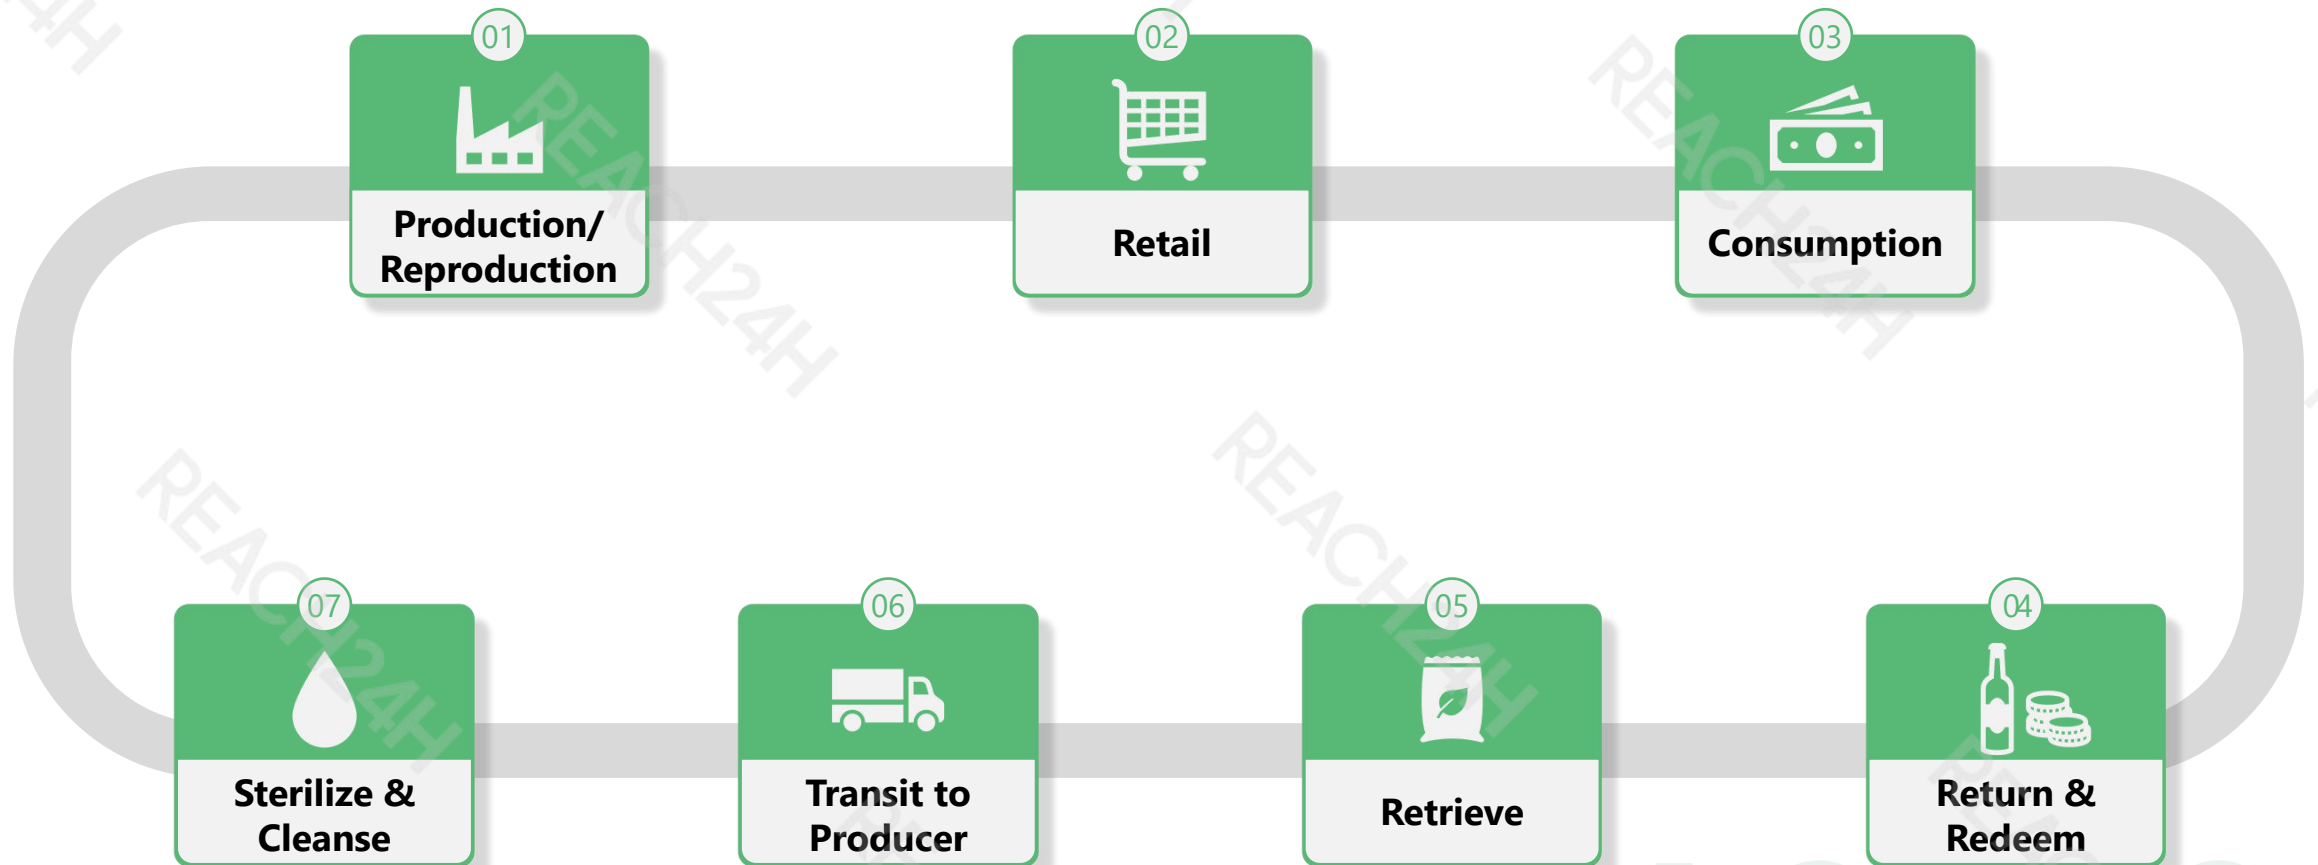 01
Production/
Reproduction
02
Retail
03
Consumption
04
Return &
Redeem
05
Retrieve
06
Transit to
Producer
07
Sterilize &
Cleanse
REACH24H
REACH24H
REACH24H
REACH24H